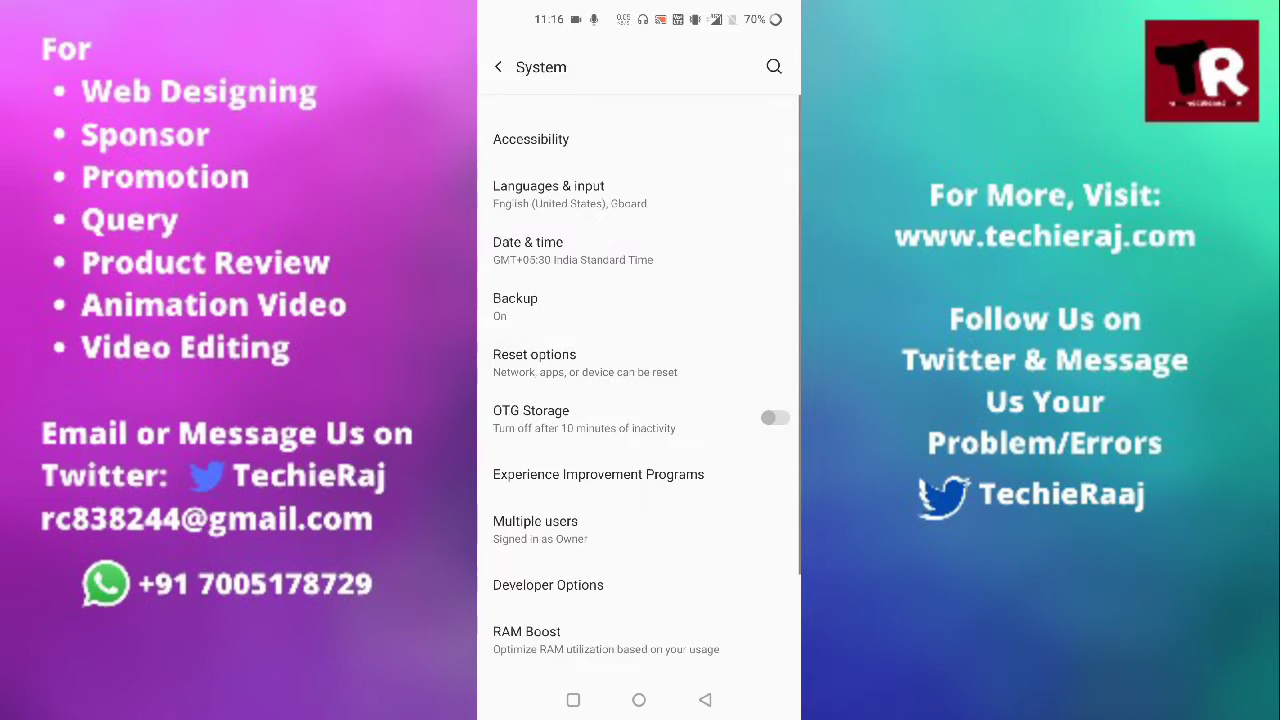 For
• Web Designing
• Sponsor
• Promotion
• Query
• Product Review
• Animation Video
• Video Editing
Email or Message Us on
Twitter: TechieRaj
rc838244@gmail.com
+91 7005178729
11:16
70%
System
Accessibility
Languages & input
English (United States), Gboard
Date & time
GMT+05:30 India Standard Time
Backup
On
Reset options
Network, apps, or device can be reset
OTG Storage
Turn off after 10 minutes of inactivity
Experience Improvement Programs
Multiple users
Signed in as Owner
Developer Options
RAM Boost
Optimize RAM utilization based on your usage
TR
For More, Visit:
www.techieraj.com
Follow Us on
Twitter & Message
Us Your
Problem/Errors
TechieRaaj